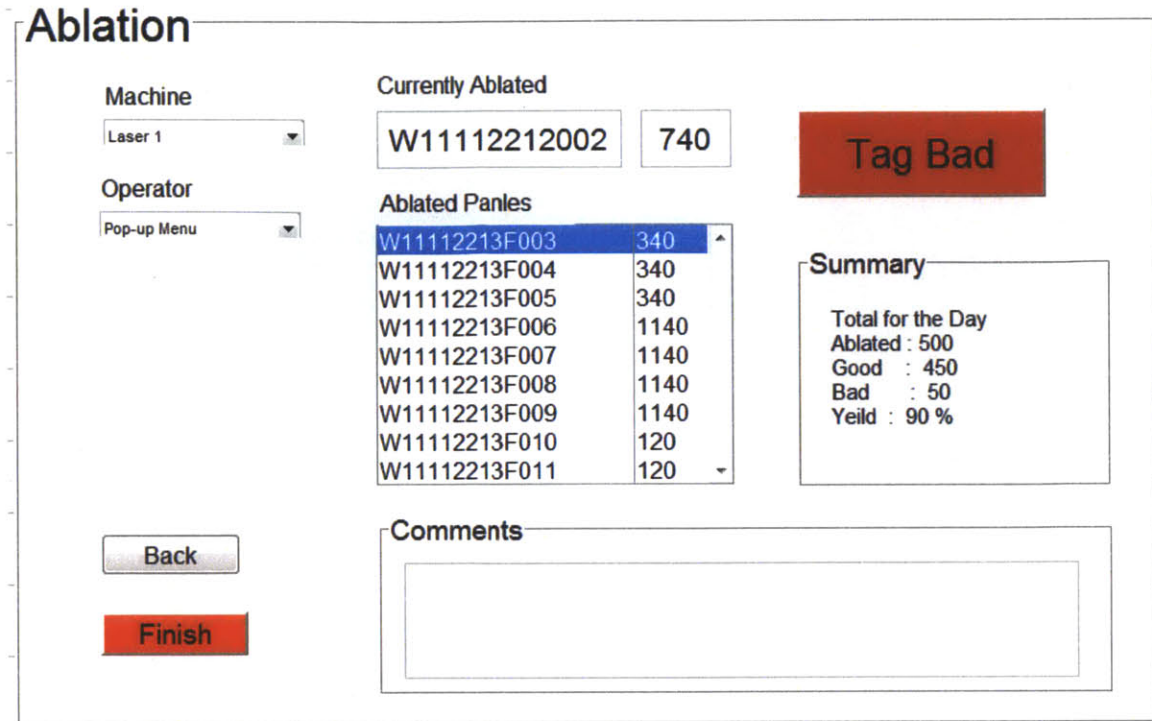 Ablation
Machine
Laser 1
Operator
Pop-up Menu
Currently Ablated
W11112212002 740
Ablated Panles
W11112213F003 340
W11112213F004 340
W11112213F005 340
W11112213F006 1140
W11112213F007 1140
W11112213F008 1140
W11112213F009 1140
W11112213F010 120
W11112213F011 120
Tag Bad
Summary
Total for the Day
Ablated : 500
Good : 450
Bad : 50
Yeild : 90 %
Back
Finish
Comments